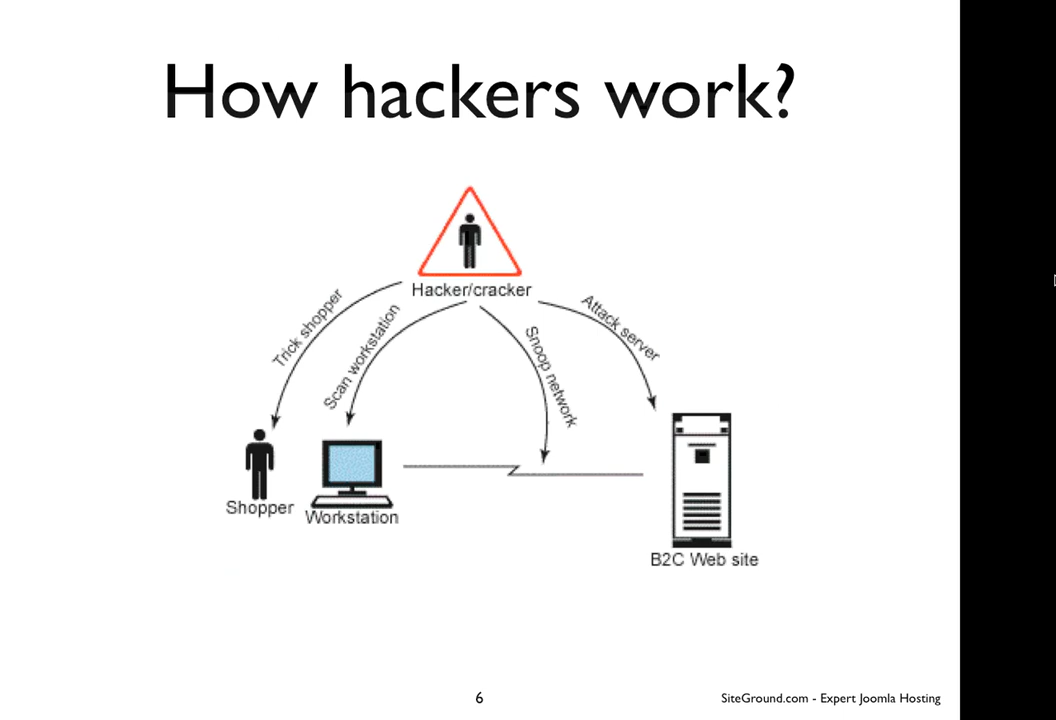 How hackers work?
Hacker/cracker
Trick shopper
Scan workstation
Snoop network
Attack server
Shopper
Workstation
B2C Web site
6
SiteGround.com - Expert Joomla Hosting